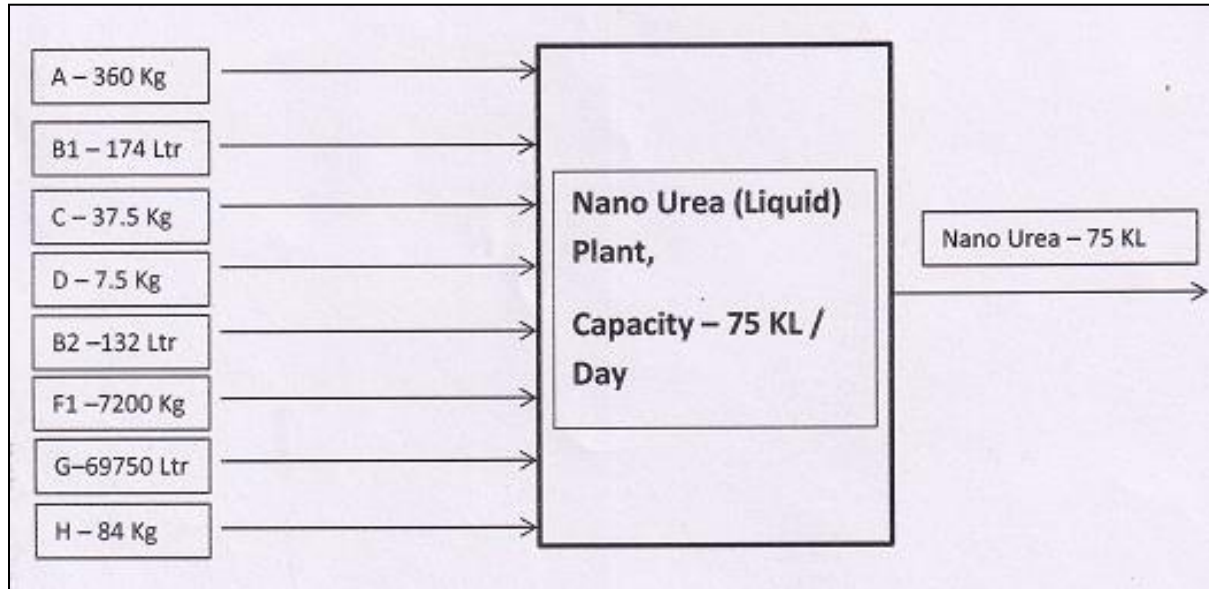 A – 360 Kg
B1 – 174 Ltr
C – 37.5 Kg
D – 7.5 Kg
B2 –132 Ltr
F1 –7200 Kg
G–69750 Ltr
H – 84 Kg
Nano Urea (Liquid)
Plant,
Capacity – 75 KL /
Day
Nano Urea – 75 KL